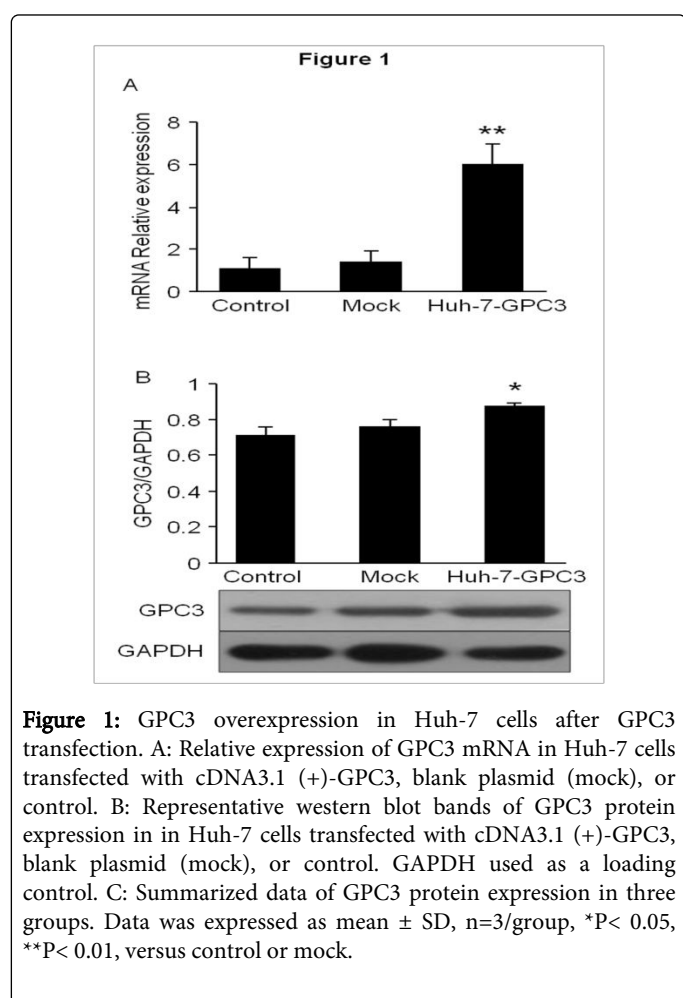 Figure 1
A
mRNA Relative expression
8
6
4
2
0
**
Control Mock Huh-7-GPC3
B
GPC3/GAPDH
1
0.8
0.6
0.4
0.2
0
*
Control Mock Huh-7-GPC3
GPC3
GAPDH
Figure 1: GPC3 overexpression in Huh-7 cells after GPC3
transfection. A: Relative expression of GPC3 mRNA in Huh-7 cells
transfected with cDNA3.1 (+)-GPC3, blank plasmid (mock), or
control. B: Representative western blot bands of GPC3 protein
expression in in Huh-7 cells transfected with cDNA3.1 (+)-GPC3,
blank plasmid (mock), or control. GAPDH used as a loading
control. C: Summarized data of GPC3 protein expression in three
groups. Data was expressed as mean ± SD, n=3/group, *P< 0.05,
**P< 0.01, versus control or mock.